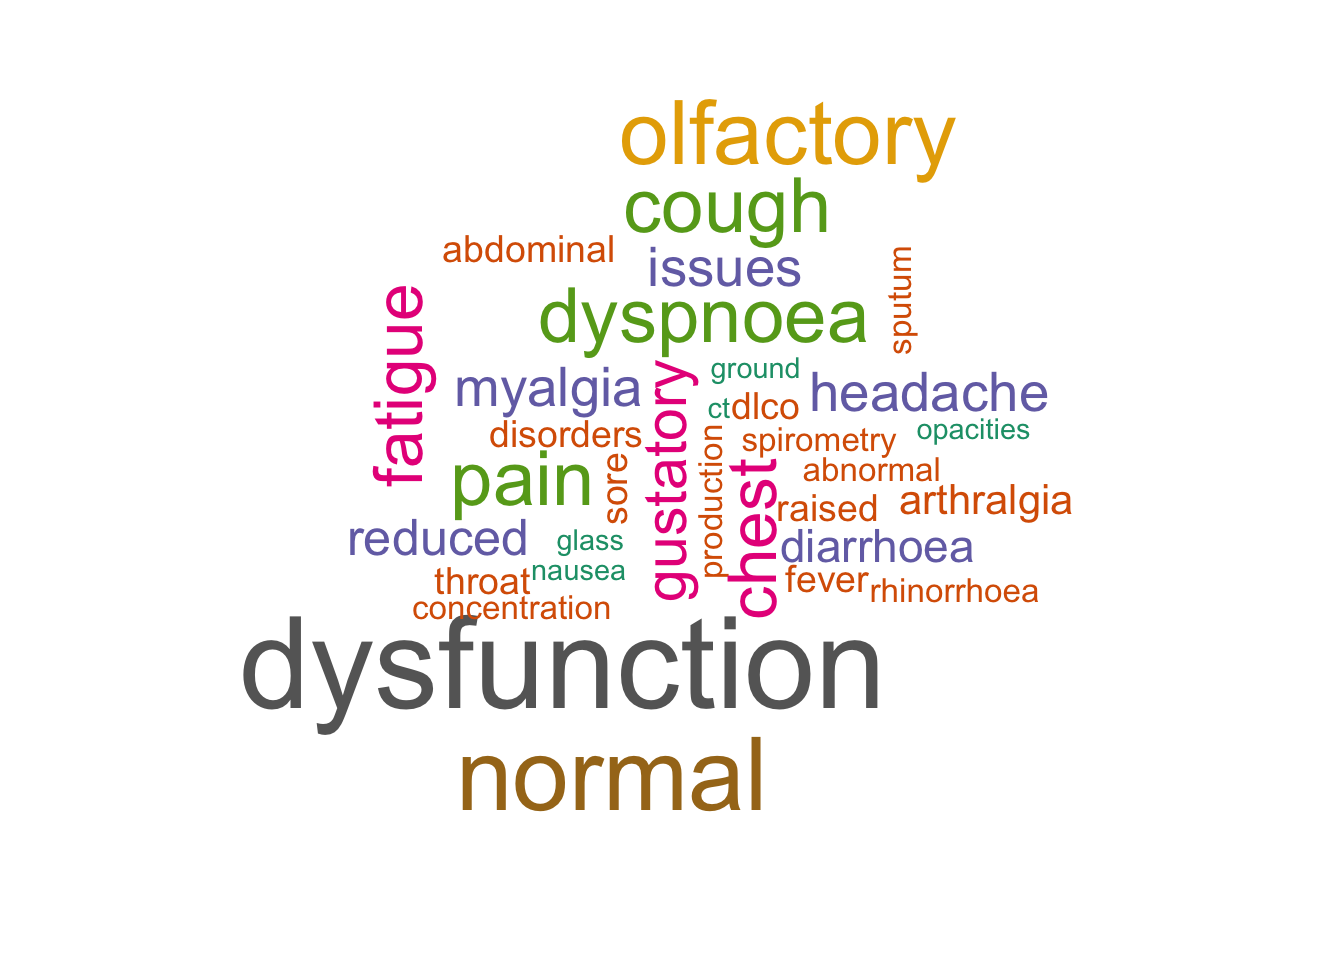 olfactory
cough
abdominal
issues
sputum
fatigue
dyspnoea
ground
myalgia
gustatory
headache
ct
dlco
disorders
production
spirometry
opacities
pain
sore
chest
abnormal
raised
arthralgia
reduced
glass
diarrhoea
throat
nausea
fever
rhinorrhoea
concentration
dysfunction
normal